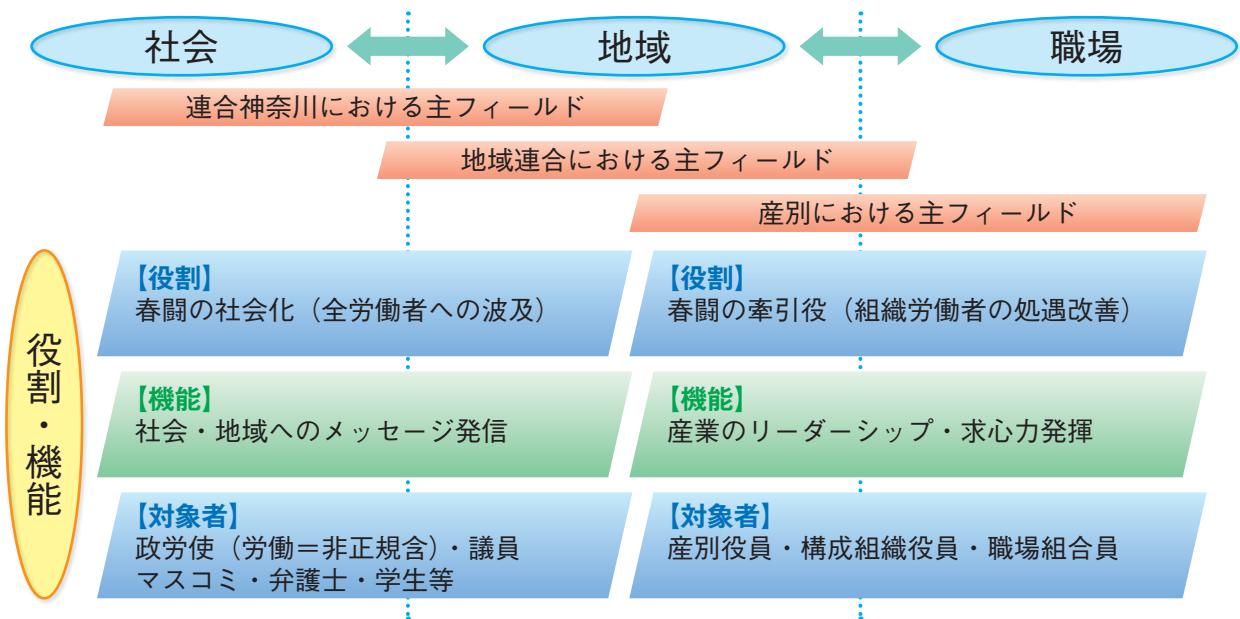 社会
地域
職場
連合神奈川における主フィールド
地域連合における主フィールド
産別における主フィールド
役割・機能
【役割】
春闘の社会化（全労働者への波及）
【役割】
春闘の牽引役（組織労働者の処遇改善）
【機能】
社会・地域へのメッセージ発信
【機能】
産業のリーダーシップ・求心力発揮
【対象者】
政労使（労働＝非正規含）・議員
マスコミ・弁護士・学生等
【対象者】
産別役員・構成組織役員・職場組合員